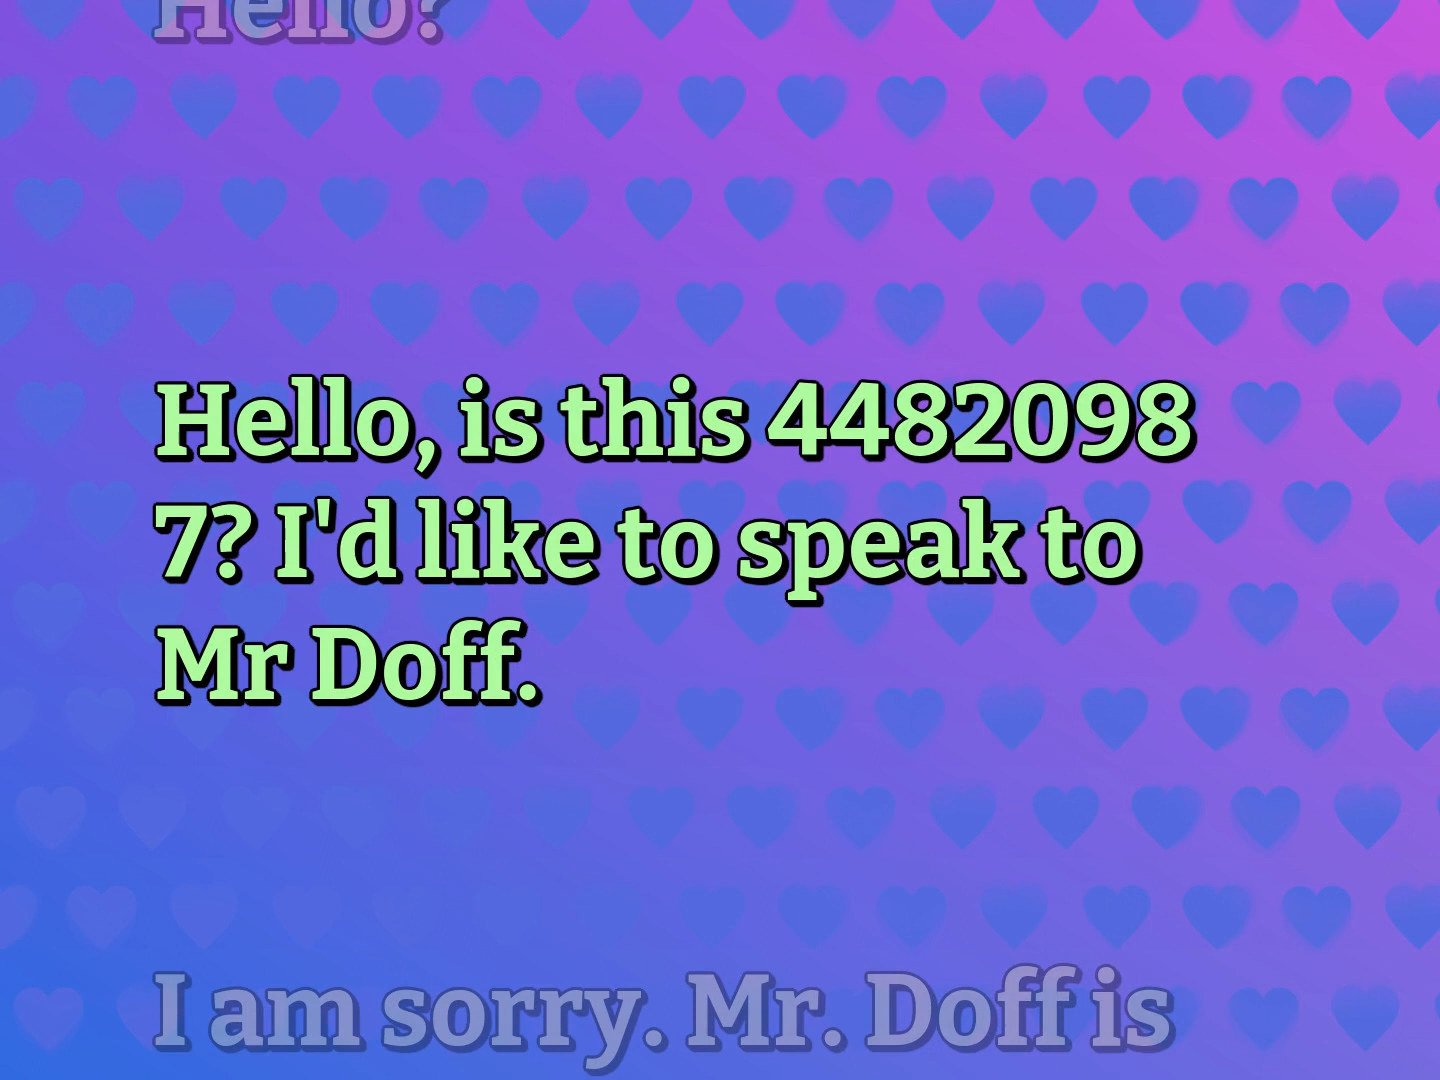 Hello?
Hello, is this 4482098
7? I'd like to speak to
Mr Doff.
I am sorry. Mr. Doff is